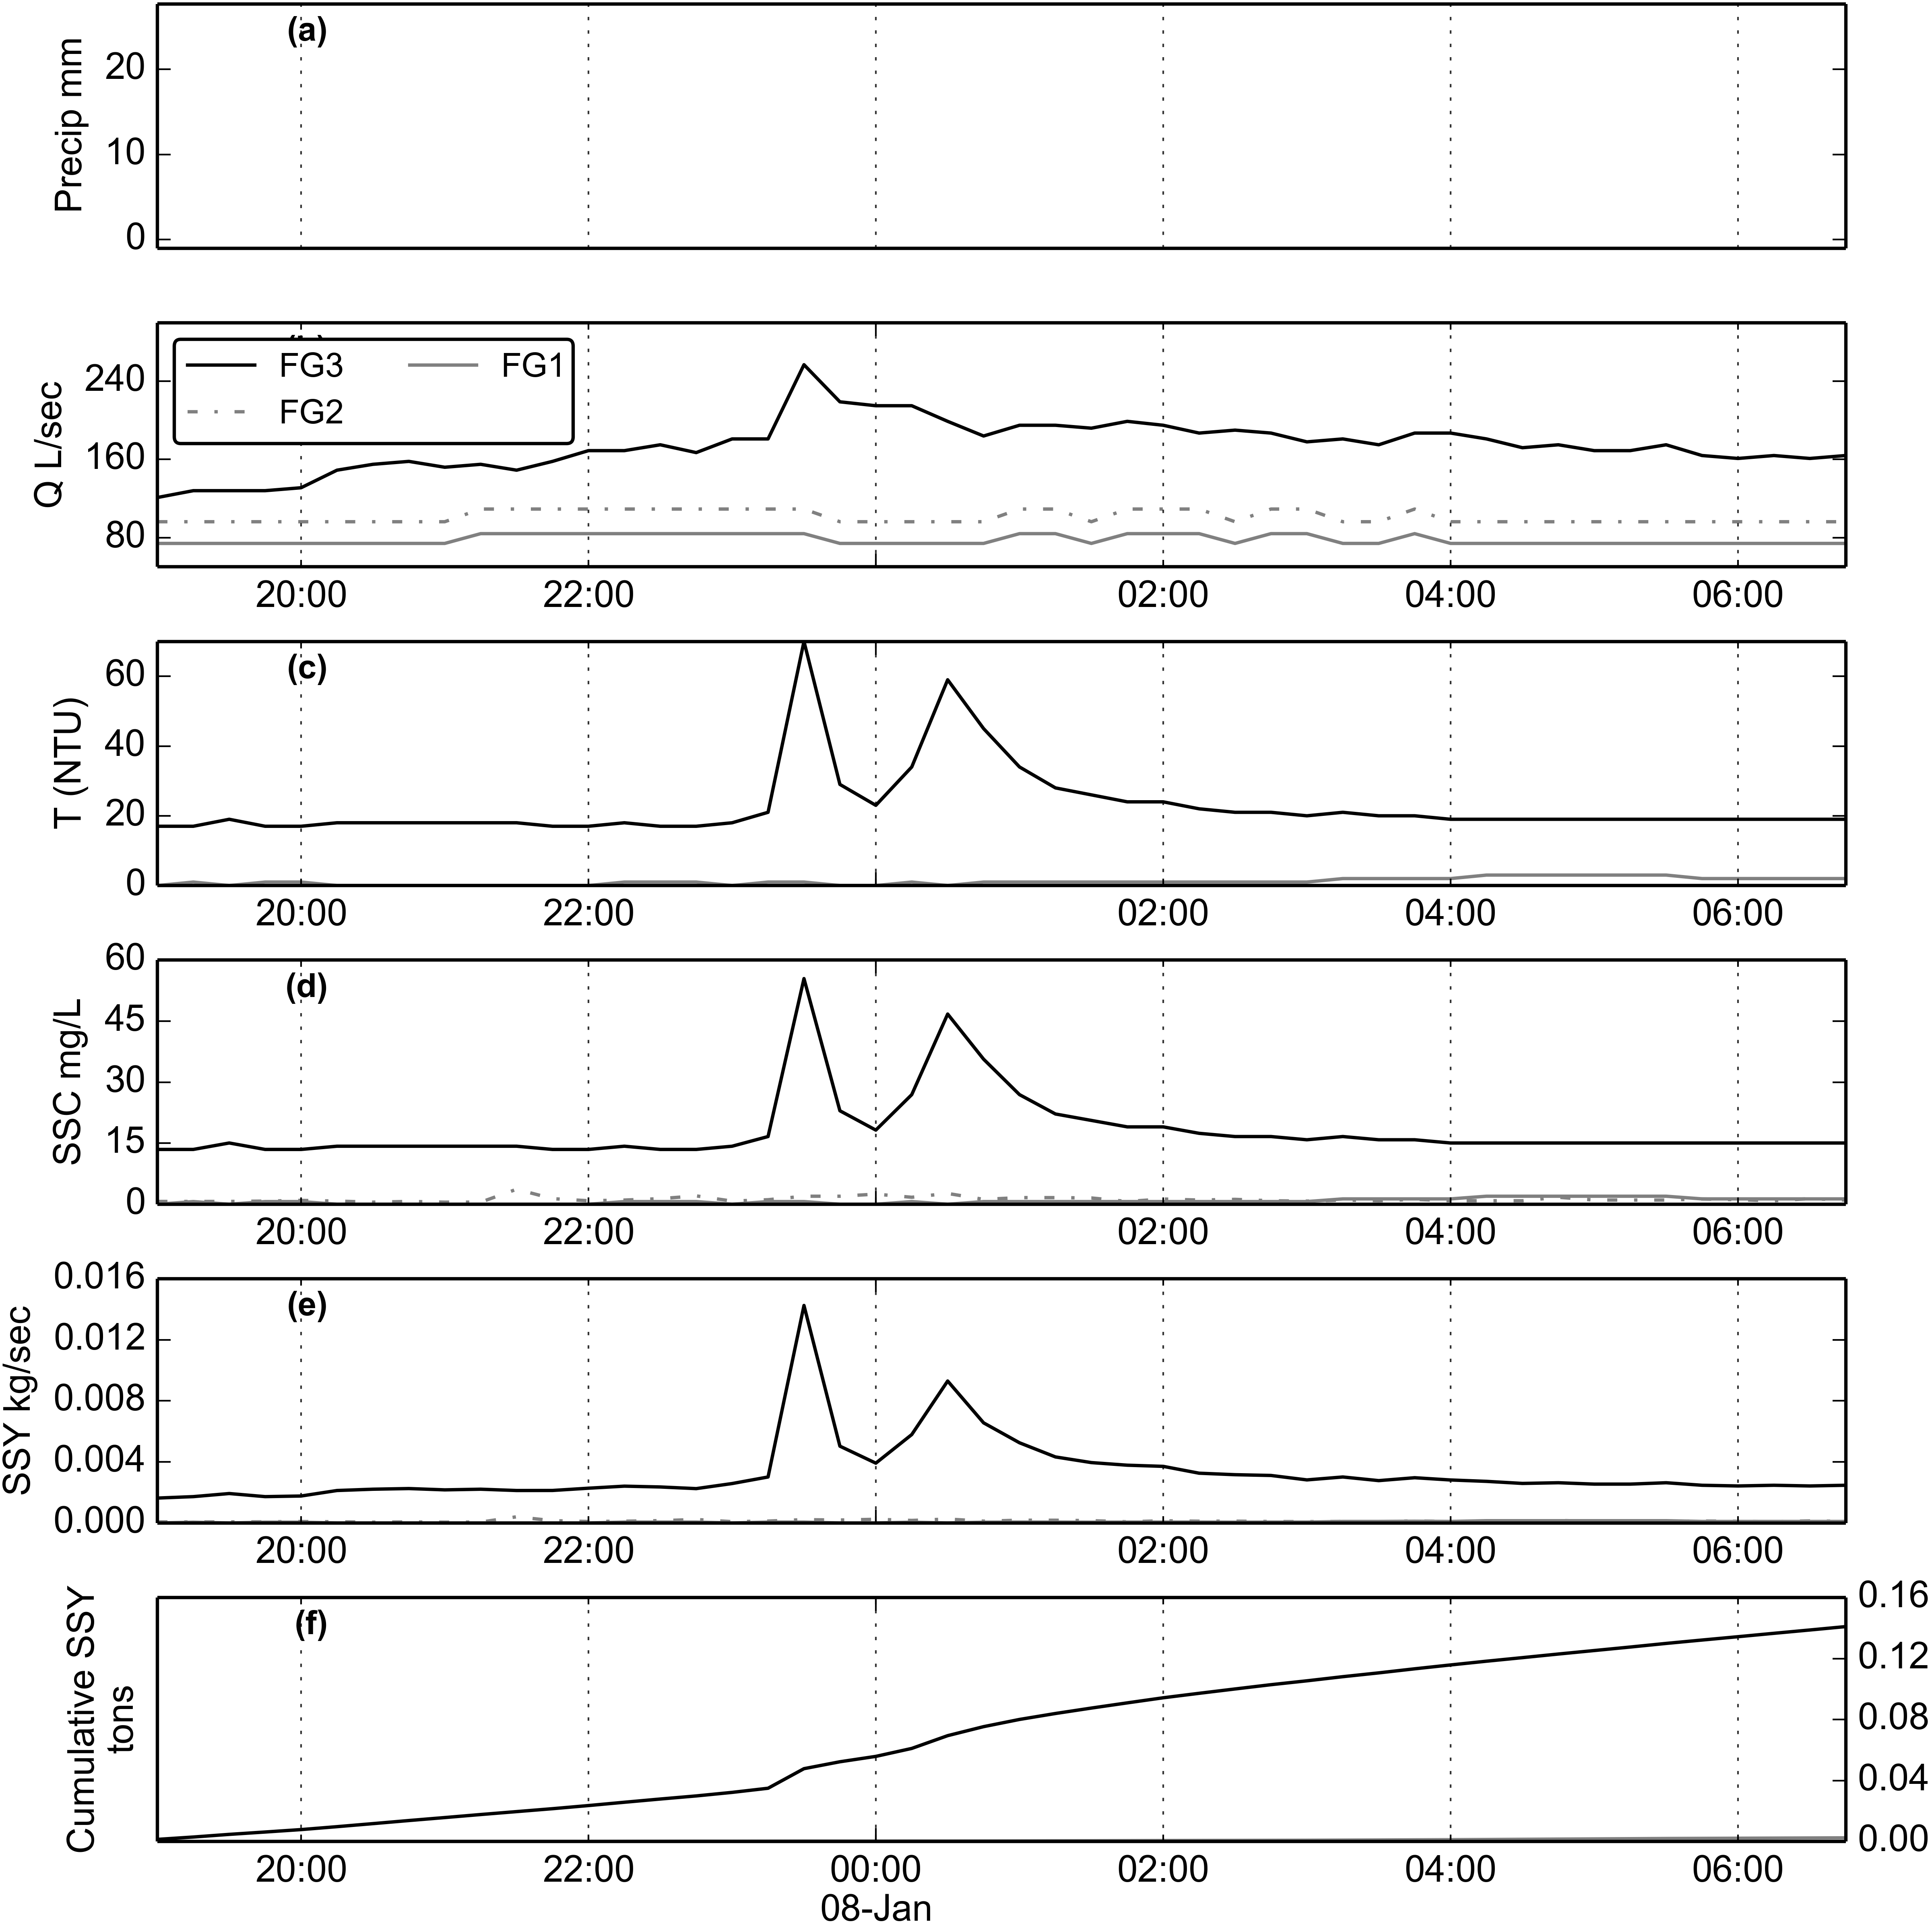 (a)
Precip mm
20
10
0
FG3 FG1
FG2
Q L/sec
240
160
80
20:00 22:00 02:00 04:00 06:00
(c)
T (NTU)
60
40
20
0
20:00 22:00 02:00 04:00 06:00
(d)
SSC mg/L
60
45
30
15
0
20:00 22:00 02:00 04:00 06:00
(e)
SSY kg/sec
0.016
0.012
0.008
0.004
0.000
20:00 22:00 02:00 04:00 06:00
(f)
Cumulative SSY
tons
0.16
0.12
0.08
0.04
0.00
20:00 22:00 00:00 02:00 04:00 06:00
08-Jan